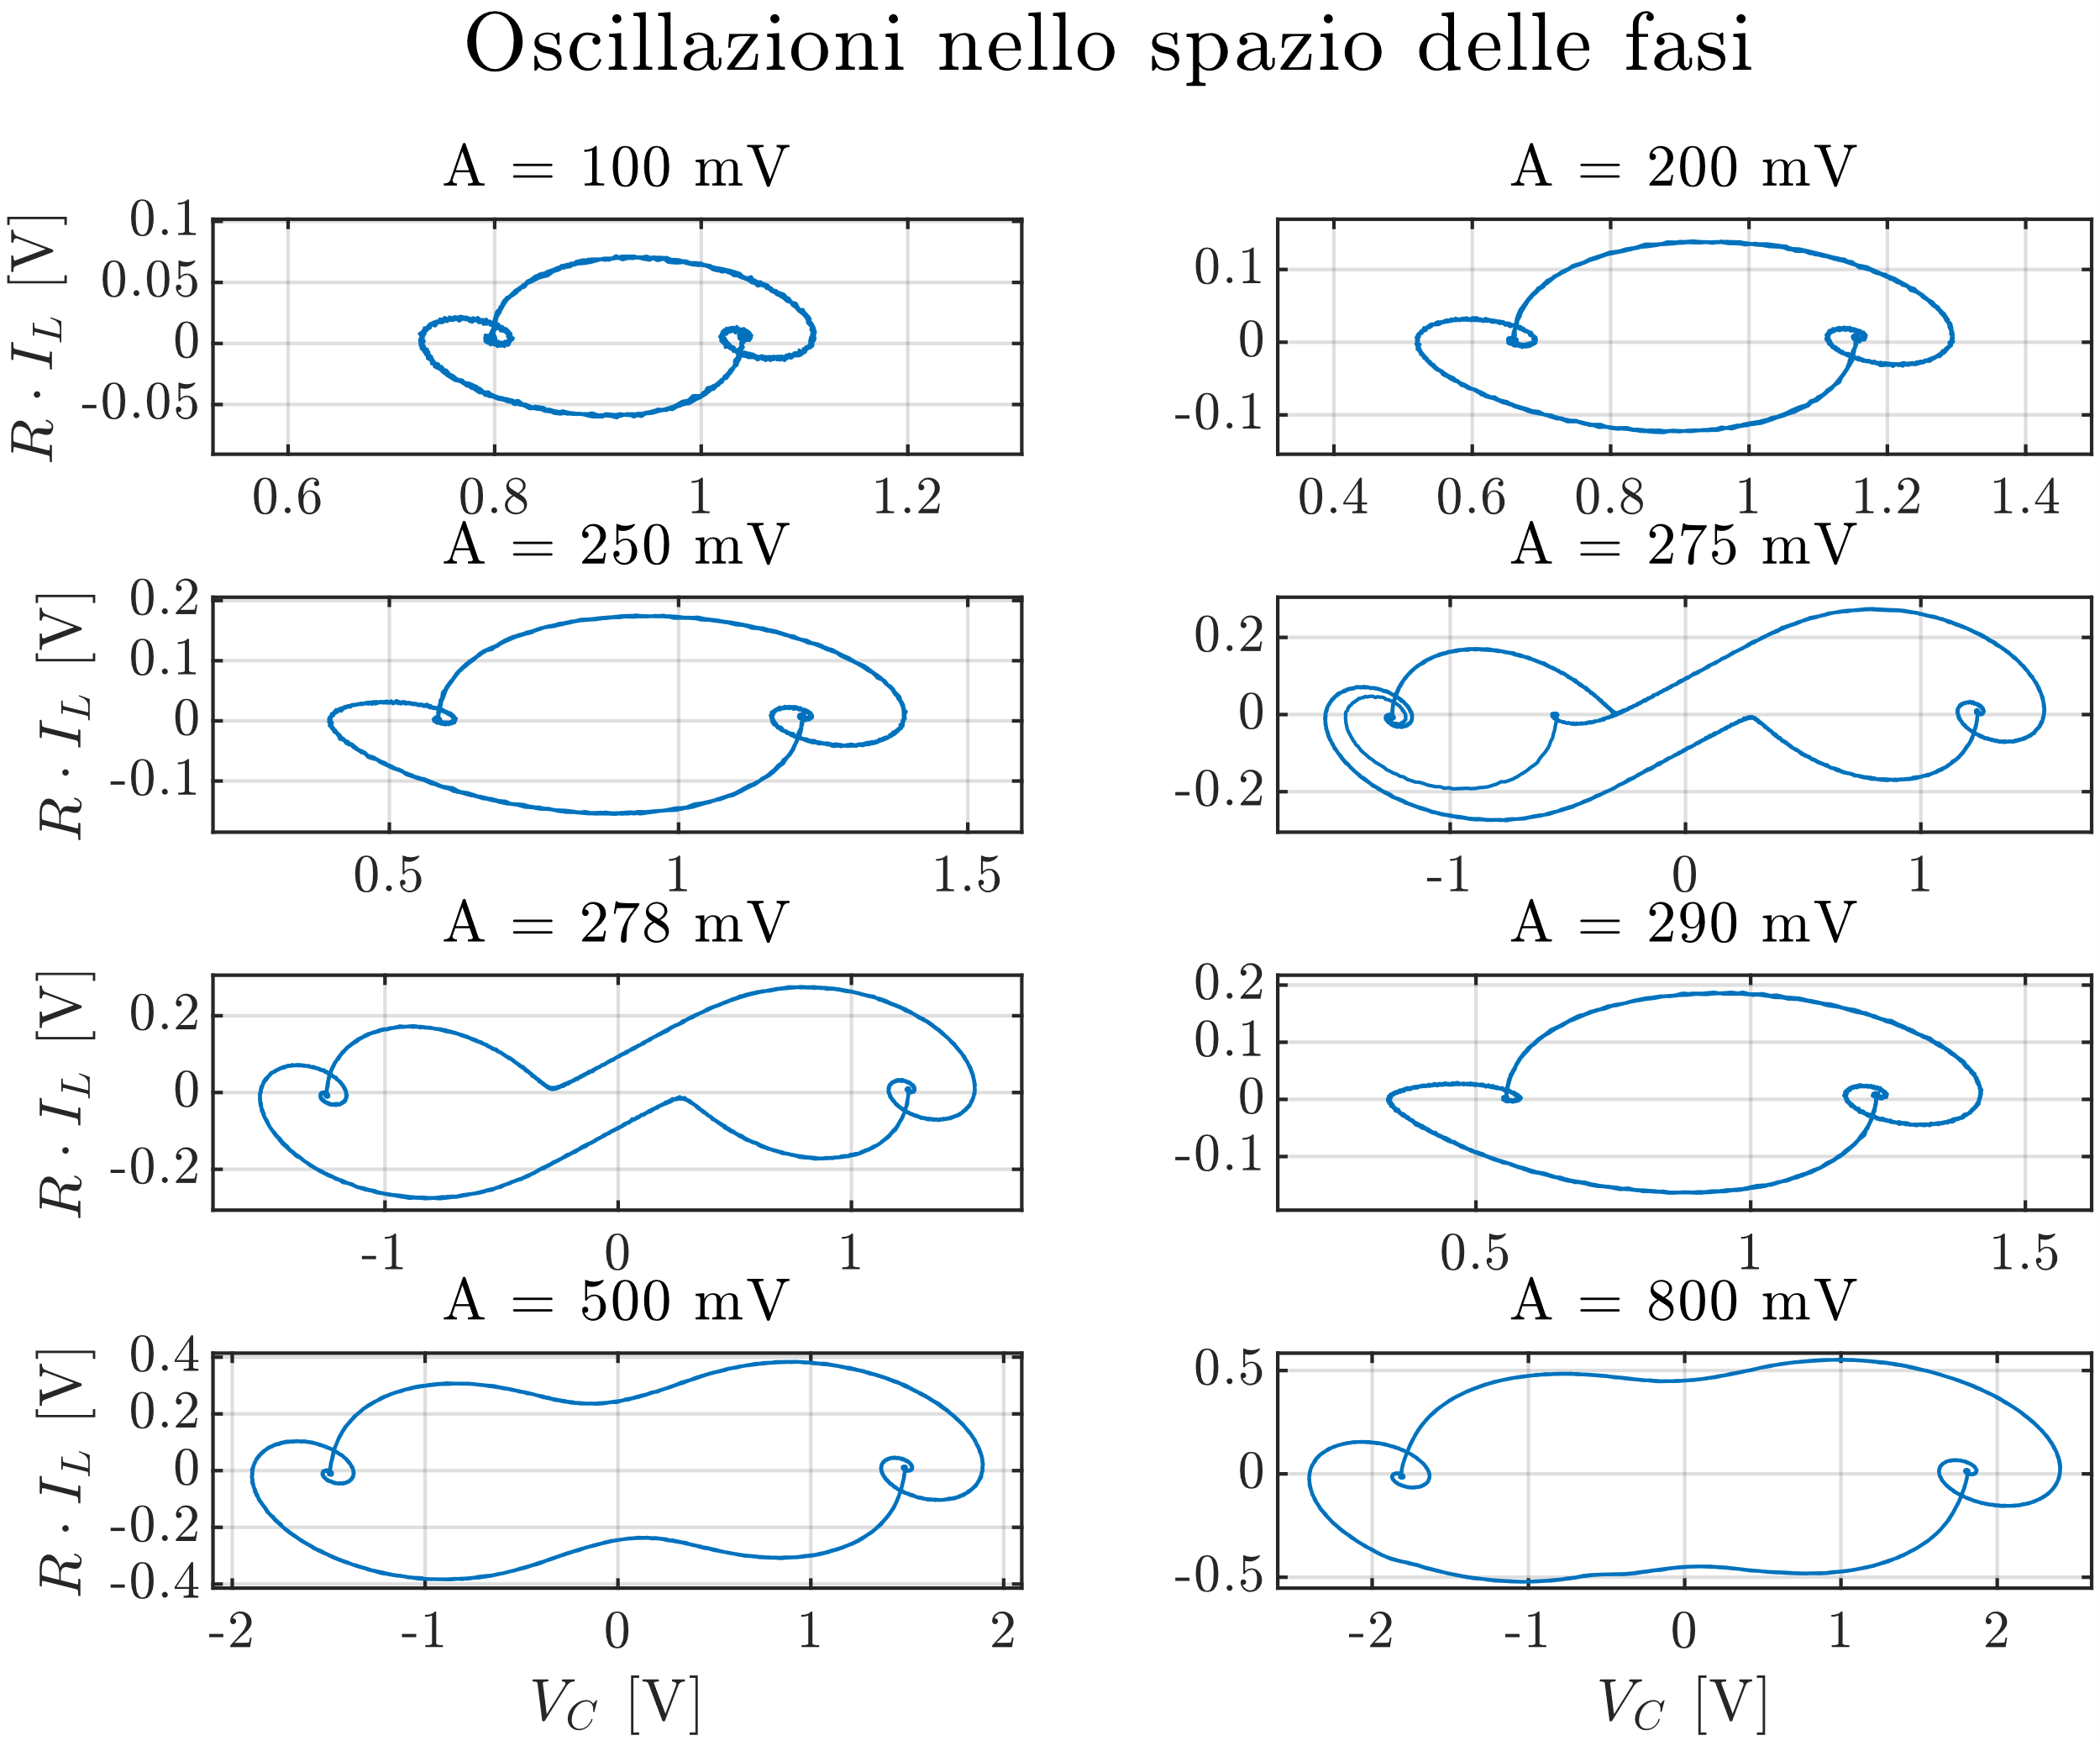 Oscillazioni nello spazio delle fasi
A = 100 mV
A = 200 mV
R · I_L [V]
0.1
0.05
0
-0.05
0.6 0.8 1 1.2
0.1
0
-0.1
0.4 0.6 0.8 1 1.2 1.4
A = 250 mV
A = 275 mV
R · I_L [V]
0.2
0.1
0
-0.1
0.5 1 1.5
0.2
0
-0.2
-1 0 1
A = 278 mV
A = 290 mV
R · I_L [V]
0.2
0
-0.2
-1 0 1
0.2
0.1
0
-0.1
0.5 1 1.5
A = 500 mV
A = 800 mV
R · I_L [V]
0.4
0.2
0
-0.2
-0.4
-2 -1 0 1 2
0.5
0
-0.5
-2 -1 0 1 2
V_C [V]
V_C [V]